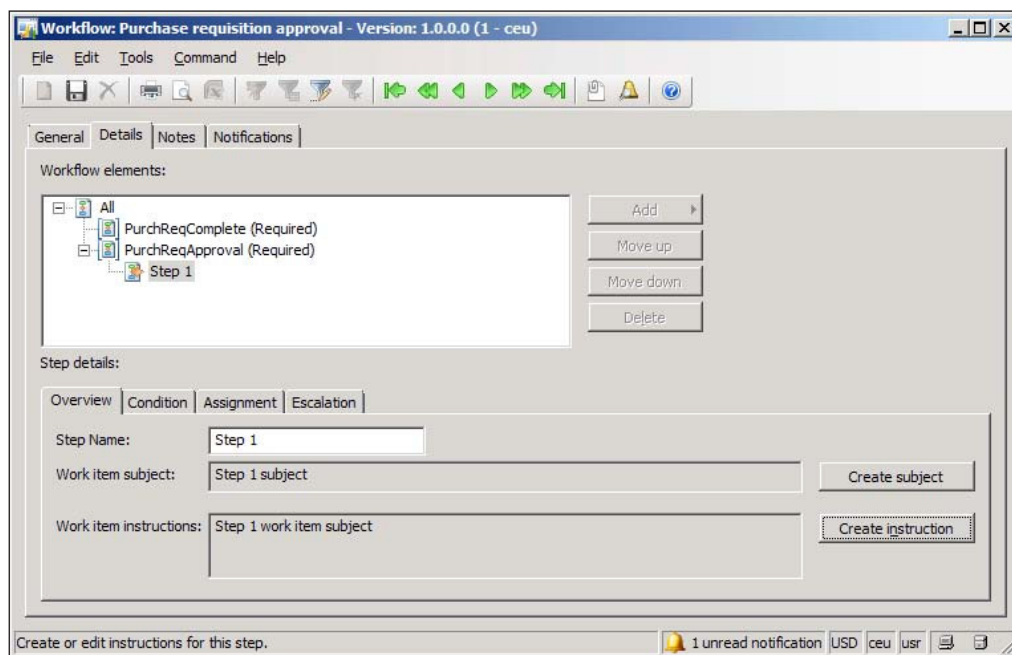 Workflow: Purchase requisition approval - Version: 1.0.0.0 (1 - ceu)
File Edit Tools Command Help
General Details Notes Notifications
Workflow elements:
All
PurchReqComplete (Required)
PurchReqApproval (Required)
Step 1
Add
Move up
Move down
Delete
Step details:
Overview Condition Assignment Escalation
Step Name: Step 1
Work item subject: Step 1 subject Create subject
Work item instructions: Step 1 work item subject Create instruction
Create or edit instructions for this step. 1 unread notification USD ceu usr